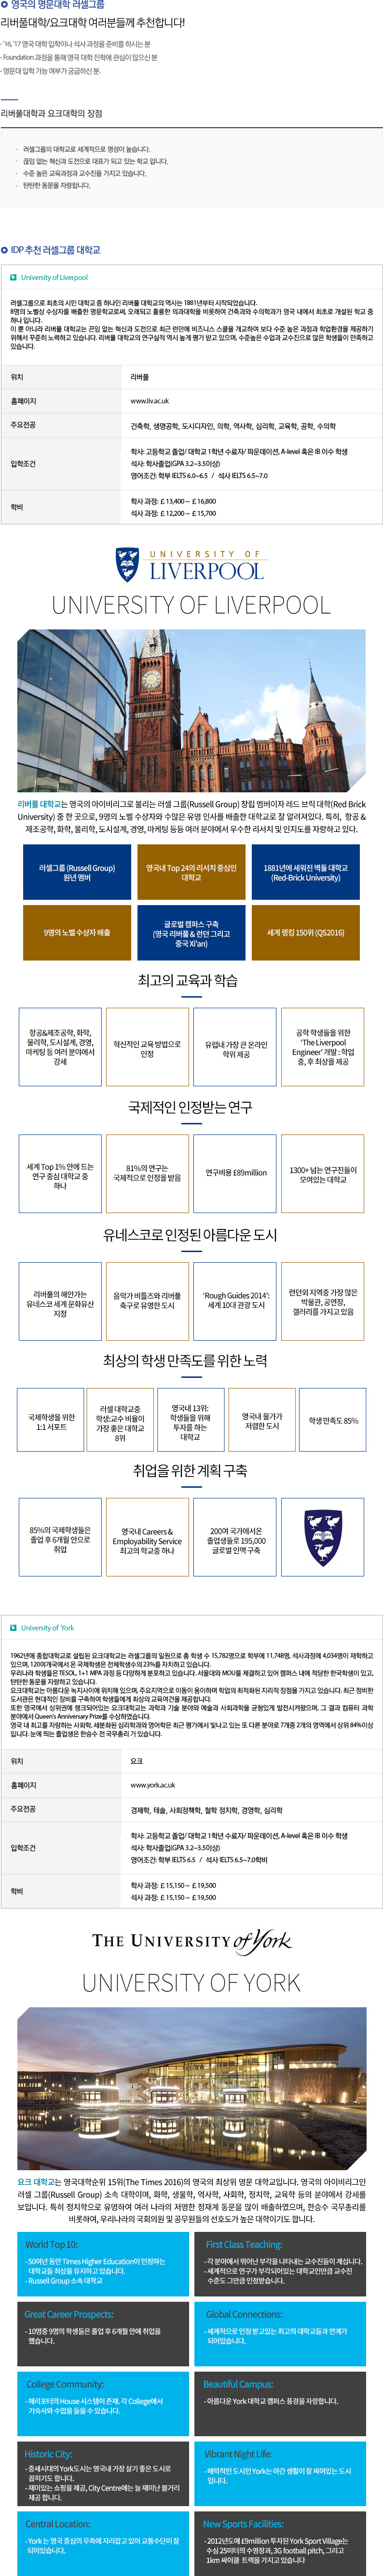 영국의 명문대학 러셀그룹
리버풀대학/요크대학 여러분들께 추천합니다!
- '16, '17 영국 대학 입학이나 석사 과정을 준비를 하시는 분
- Foundation 과정을 통해 영국 대학 진학에 관심이 많으신 분
- 명문대 입학 가능 여부가 궁금하신 분.
리버풀대학과 요크대학의 장점
러셀그룹의 대학교로 세계적으로 명성이 높습니다.
끊임 없는 혁신과 도전으로 대표가 되고 있는 학교 입니다.
수준 높은 교육과정과 교수진을 가지고 있습니다.
탄탄한 동문을 자랑합니다.
IDP 추천 러셀그룹 대학교
University of Liverpool
러셀그룹으로 최초의 시민 대학교 중 하나인 리버풀 대학교의 역사는 1881년부터 시작되었습니다.
8명의 노벨상 수상자를 배출한 명문학교로써, 오래되고 훌륭한 의과대학을 비롯하여 건축과와 수의학과가 영국 내에서 최초로 개설된 학교 중
하나 입니다.
이 뿐 아니라 리버풀 대학교는 끈임 없는 혁신과 도전으로 최근 런던에 비즈니스 스쿨을 개교하여 보다 수준 높은 과정과 학업환경을 제공하기
위해서 꾸준히 노력하고 있습니다. 리버풀 대학교의 연구실적 역시 높게 평가 받고 있으며, 수준높은 수업과 교수진으로 많은 학생들이 만족하고
있습니다.
위치 리버풀
홈페이지 www.liv.ac.uk
주요전공 건축학, 생명공학, 도시디자인, 의학, 역사학, 심리학, 교육학, 공학, 수의학
입학조건 학사: 고등학교 졸업/ 대학교 1학년 수료자/ 파운데이션, A-level 혹은 IB 이수 학생
석사: 학사졸업(GPA 3.2~3.5이상)
영어조건: 학부 IELTS 6.0~6.5 / 석사 IELTS 6.5~7.0
학비 학사 과정: £13,400 ~ £16,800
석사 과정: £12,200 ~ £15,700
UNIVERSITY OF
LIVERPOOL
UNIVERSITY OF LIVERPOOL
리버풀 대학교는 영국의 아이비리그로 불리는 러셀 그룹(Russell Group) 창립 멤버이자 레드 브릭 대학(Red Brick
University) 중 한 곳으로, 9명의 노벨 수상자와 수많은 유명 인사를 배출한 대학교로 잘 알려져있다. 특히, 항공 &
제조공학, 화학, 물리학, 도시설계, 경영, 마케팅 등등 여러 분야에서 우수한 리서치 및 인지도를 자랑하고 있다.
러셀그룹 (Russell Group)
원년 멤버
영국내 Top 24의 리서치 중심인
대학교
1881년에 세워진 벽돌 대학교
(Red-Brick University)
9명의 노벨 수상자 배출
글로벌 캠퍼스 구축
(영국 리버풀 & 런던 그리고
중국 Xi'an)
세계 랭킹 150위 (QS2016)
최고의 교육과 학습
항공&제조공학, 화학,
물리학, 도시설계, 경영,
마케팅 등 여러 분야에서
강세
혁신적인 교육 방법으로
인정
유럽내 가장 큰 온라인
학위 제공
공학 학생들을 위한
'The Liverpool
Engineer' 개발 : 학업
중, 후 최상을 제공
국제적인 인정받는 연구
세계 Top 1% 안에 드는
연구 중심 대학교 중
하나
81%의 연구는
국제적으로 인정을 받음
연구비용 £89million
1300+ 넘는 연구진들이
모여있는 대학교
유네스코로 인정된 아름다운 도시
리버풀의 해안가는
유네스코 세계 문화유산
지정
음악가 비틀즈와 리버풀
축구로 유명한 도시
'Rough Guides 2014':
세계 10대 관광 도시
런던외 지역중 가장 많은
박물관, 공연장,
갤러리를 가지고 있음
최상의 학생 만족도를 위한 노력
국제학생을 위한
1:1 서포트
러셀 대학교중
학생:교수 비율이
가장 좋은 대학교
8위
영국내 13위:
학생들을 위해
투자를 하는
대학교
영국내 물가가
저렴한 도시
학생 만족도 85%
취업을 위한 계획 구축
85%의 국제학생들은
졸업 후 6개월 안으로
취업
영국내 Careers &
Employability Service
최고의 학교중 하나
200여 국가에서온
졸업생들로 195,000
글로벌 인맥 구축
University of York
1962년에 종합대학교로 설립된 요크대학교는 러셀그룹의 일원으로 총 학생 수 15,782명으로 학부에 11,748명, 석사과정에 4,034명이 재학하고
있으며, 120여개국에서 온 국제학생은 전체학생수의 23%를 차지하고 있습니다.
우리나라 학생들은 TESOL, 1+1 MPA 과정 등 다양하게 분포하고 있습니다. 서울대와 MOU를 체결하고 있어 캠퍼스 내에 적당한 한국학생이 있고,
탄탄한 동문을 자랑하고 있습니다.
요크대학교는 아름다운 녹지사이에 위치해 있으며, 주요지역으로 이동이 용이하며 학업의 최적화된 지리적 장점을 가지고 있습니다. 최근 정비한
도서관은 현대적인 장비를 구축하여 학생들에게 최상의 교육여건을 제공합니다.
또한 영국에서 상위권에 랭크되어있는 요크대학교는 과학과 기술 분야와 예술과 사회과학을 균형있게 발전시켜왔으며, 그 결과 컴퓨터 과학
분야에서 Queen's Anniversary Prize를 수상하였습니다.
영국 내 최고를 자랑하는 사회학, 세분화된 심리학과와 영어학은 최근 평가에서 빛나고 있는 또 다른 분야로 7개중 2개의 영역에서 상위 84%이상
입니다. 눈에 띄는 졸업생은 한승수 전 국무총리 가 있습니다.
위치 요크
홈페이지 www.york.ac.uk
주요전공 경제학, 테솔, 사회정책학, 철학 정치학, 경영학, 심리학
입학조건 학사: 고등학교 졸업/ 대학교 1학년 수료자/ 파운데이션, A-level 혹은 IB 이수 학생
석사: 학사졸업(GPA 3.2~3.5이상)
영어조건: 학부 IELTS 6.5 / 석사 IELTS 6.5~7.0학비
학비 학사 과정: £15,150 ~ £19,500
석사 과정: £15,150 ~ £19,500
THE UNIVERSITY of York
UNIVERSITY OF YORK
요크 대학교는 영국대학순위 15위(The Times 2016)의 영국의 최상위 명문 대학교입니다. 영국의 아이비리그인
러셀 그룹(Russell Group) 소속 대학이며, 화학, 생물학, 역사학, 사회학, 정치학, 교육학 등의 분야에서 강세를
보입니다. 특히 정치학으로 유명하여 여러 나라의 저명한 정재계 동문을 많이 배출하였으며, 한승수 국무총리를
비롯하여, 우리나라의 국회의원 및 공무원들의 선호도가 높은 대학이기도 합니다.
World Top 10:
- 50여년 동안 Times Higher Education이 인정하는
대학교들 최상을 유지하고 있습니다.
- Russell Group 소속 대학교
First Class Teaching:
- 각 분야에서 뛰어난 부각을 나타내는 교수진들이 계십니다.
- 세계적으로 연구가 부각되어있는 대학교인만큼 교수진
수준도 그만큼 인정받습니다.
Great Career Prospects:
- 10명중 9명의 학생들은 졸업 후 6개월 안에 취업을
했습니다.
Global Connections:
- 세계적으로 인정 받고있는 최고의 대학교들과 연계가
되어있습니다.
College Community:
- 해리포터의 House 시스템이 존재. 각 College에서
기숙사와 수업을 들을 수 있습니다.
Beautiful Campus:
- 아름다운 York 대학교 캠퍼스 풍경을 자랑합니다.
Historic City:
- 중세시대의 York도시는 영국내 가장 살기 좋은 도시로
꼽히기도 합니다.
- 재미있는 쇼핑을 제공, City Centre에는 늘 재미난 볼거리
제공 합니다.
Vibrant Night Life:
- 매력적인 도시인 York는 야간 생활이 잘 짜여있는 도시
입니다.
Central Location:
- York 는 영국 중심의 우측에 자리잡고 있어 교통수단이 잘
되어있습니다.
New Sports Facilities:
- 2012년도에 £9million 투자된 York Sport Village는
수심 25미터의 수영장과, 3G football pitch, 그리고
1km 싸이클 트랙을 가지고 있습니다